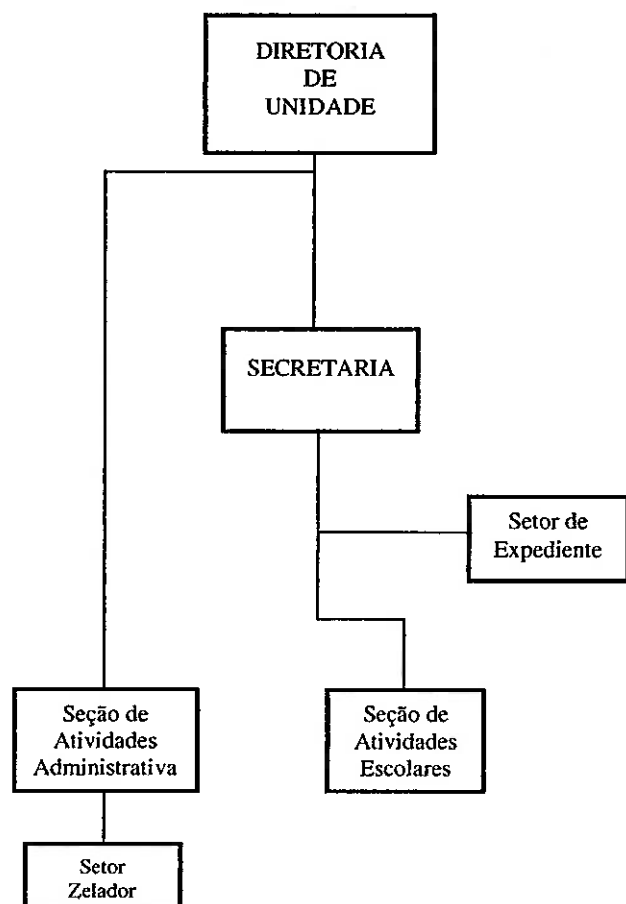 DIRETORIA
DE
UNIDADE
SECRETARIA
Setor de
Expediente
Seção de
Atividades
Administrativa
Seção de
Atividades
Escolares
Setor
Zelador